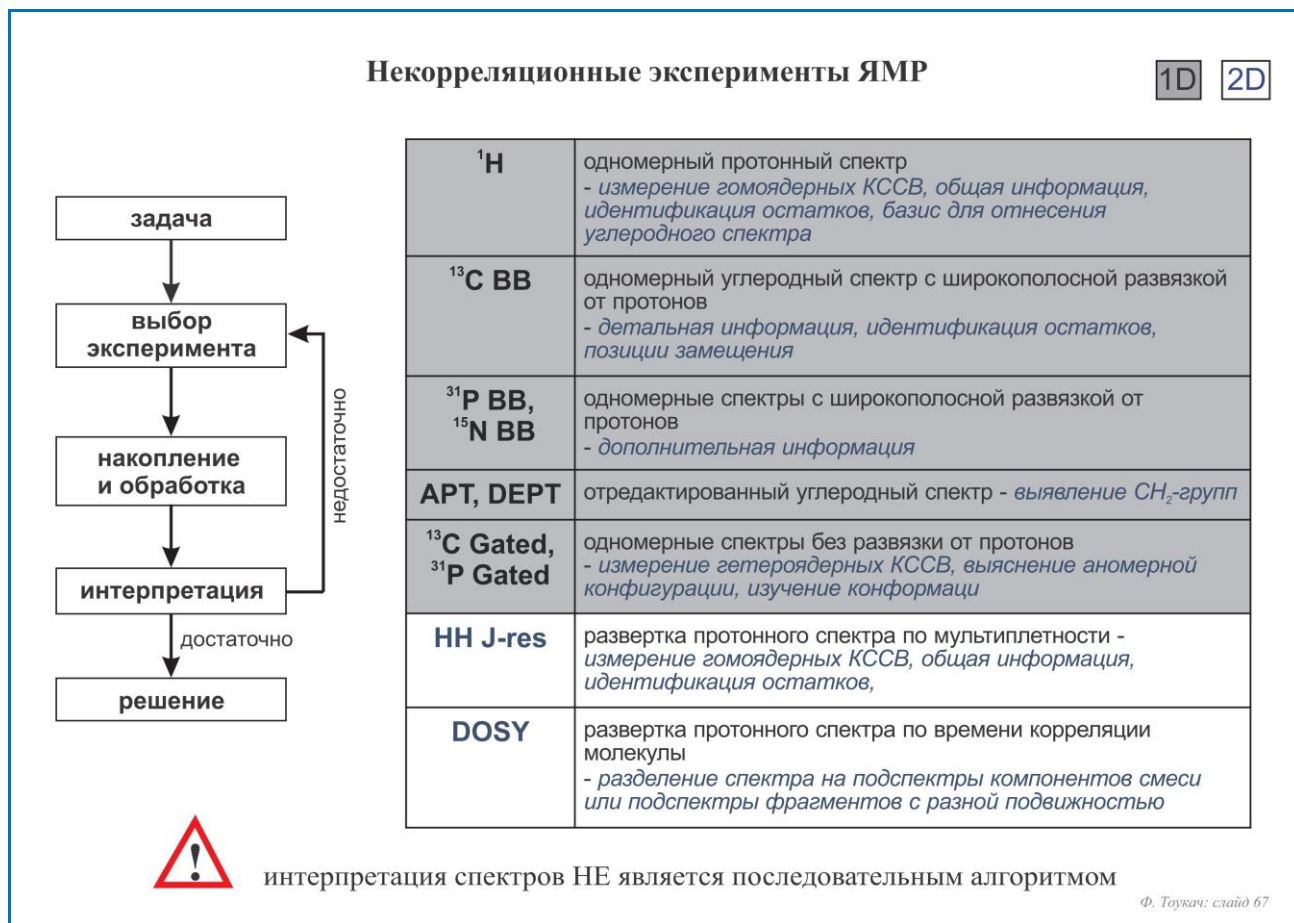 Некорреляционные эксперименты ЯМР
1D
2D
задача
выбор
эксперимента
накопление
и обработка
интерпретация
недостаточно
достаточно
решение
¹H
одномерный протонный спектр
- измерение гомоядерных КССВ, общая информация,
идентификация остатков, базис для отнесения
углеродного спектра
¹³C BB
одномерный углеродный спектр с широкополосной развязкой
от протонов
- детальная информация, идентификация остатков,
позиции замещения
³¹P BB,
¹⁵N BB
одномерные спектры с широкополосной развязкой от
протонов
- дополнительная информация
APT, DEPT
отредактированный углеродный спектр - выявление CH₂-групп
¹³C Gated,
³¹P Gated
одномерные спектры без развязки от протонов
- измерение гетероядерных КССВ, выяснение аномерной
конфигурации, изучение конформаци
HH J-res
развертка протонного спектра по мультиплетности -
измерение гомоядерных КССВ, общая информация,
идентификация остатков,
DOSY
развертка протонного спектра по времени корреляции
молекулы
- разделение спектра на подспектры компонентов смеси
или подспектры фрагментов с разной подвижностью
!
интерпретация спектров НЕ является последовательным алгоритмом
Ф. Тоукач: слайд 67